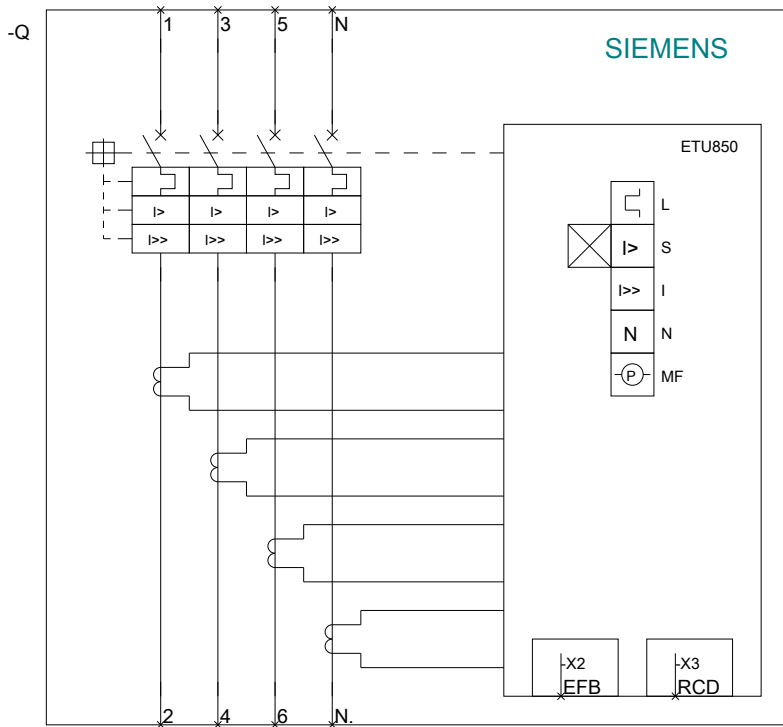 -Q
1 3 5 N
SIEMENS
ETU850
L
I> I> I> I>
I> S
I>> I>> I>> I>>
I>> I
N N
P MF
-X2 -X3
EFB RCD
2 4 6 N.